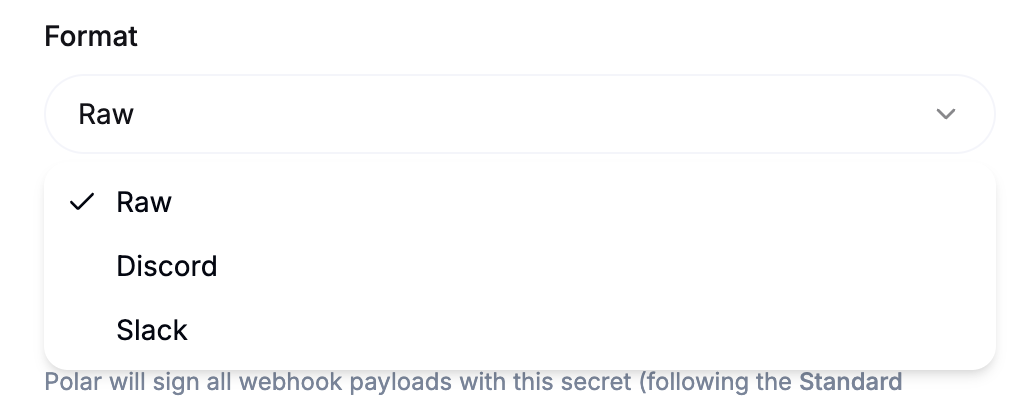 Format
Raw
Raw
Discord
Slack
Polar will sign all webhook payloads with this secret (following the Standard